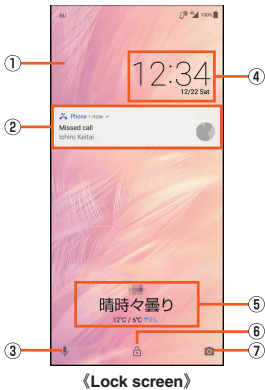 au 100%
① 
12:34
④
12/22 Sat
②
Phone • now
Missed call
Ichiro Keitai
晴時々曇り
⑤
12℃ / 6℃ 0%
⑥
③
⑦
《Lock screen》